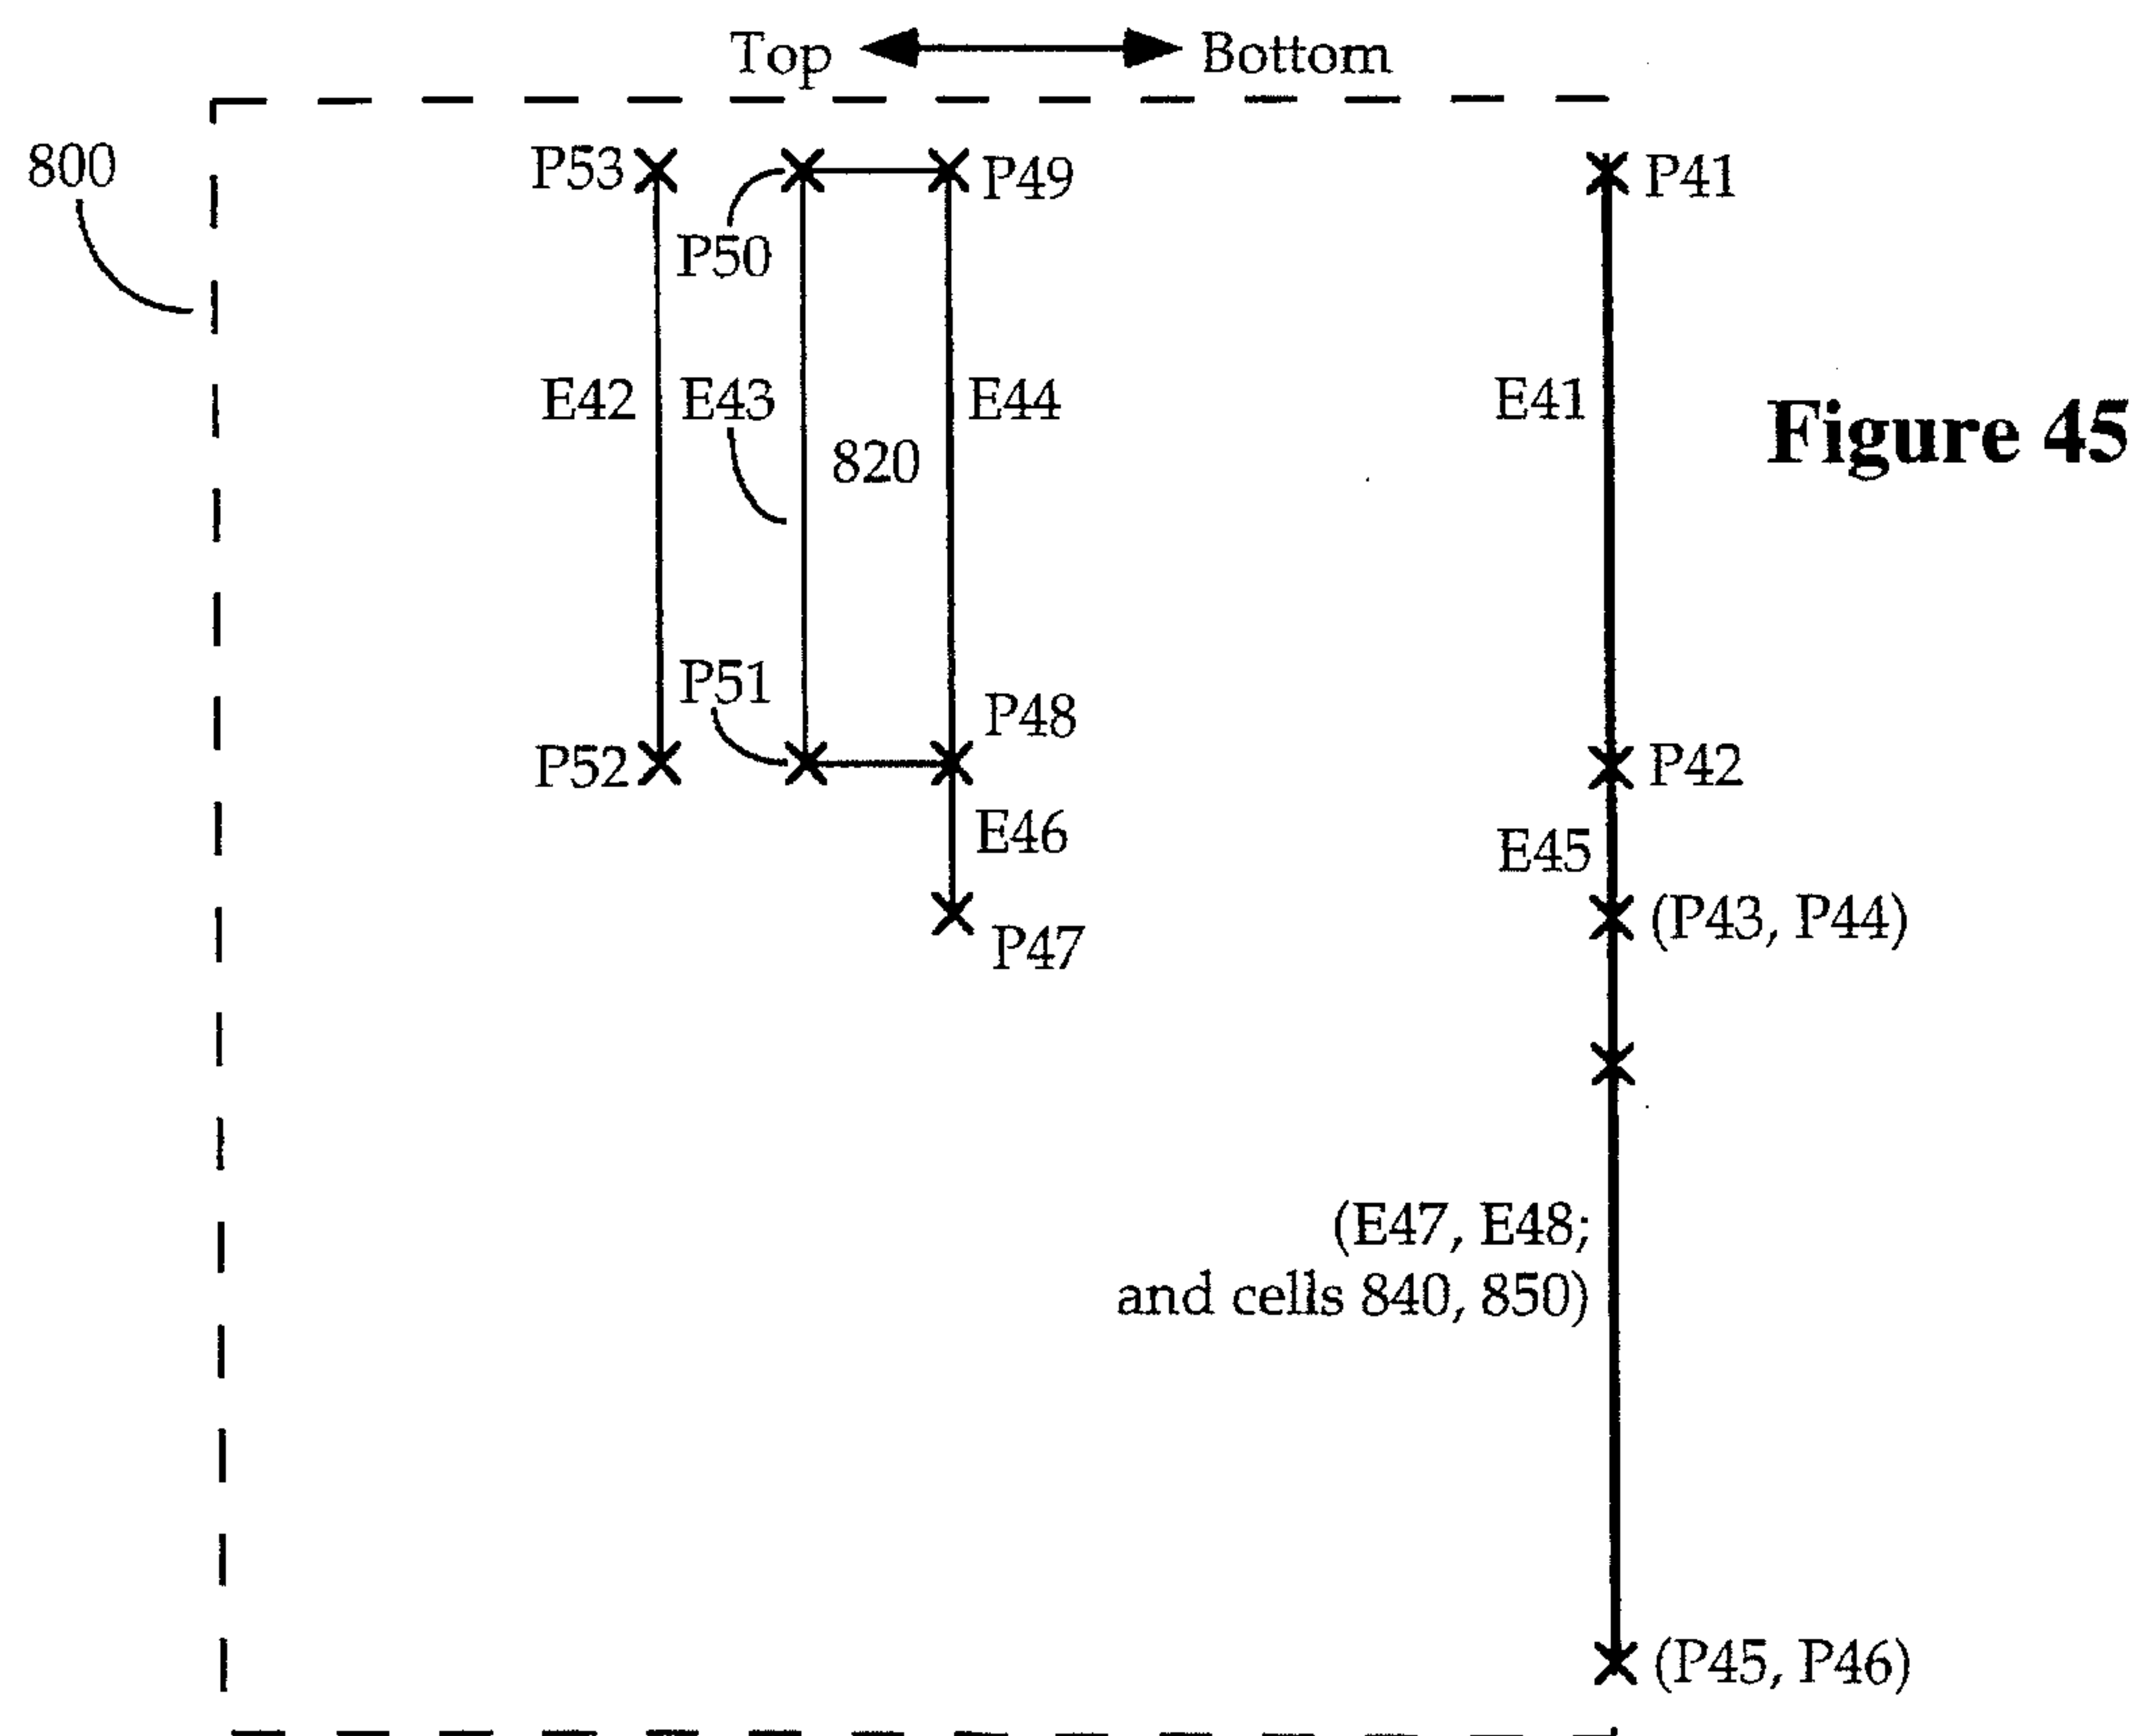 Top Bottom
800
P53
P49
P41
P50
E42
E43
E44
E41
Figure 45
820
P51
P48
P52
P42
E46
E45
P47
(P43, P44)
(E47, E48;
and cells 840, 850)
(P45, P46)